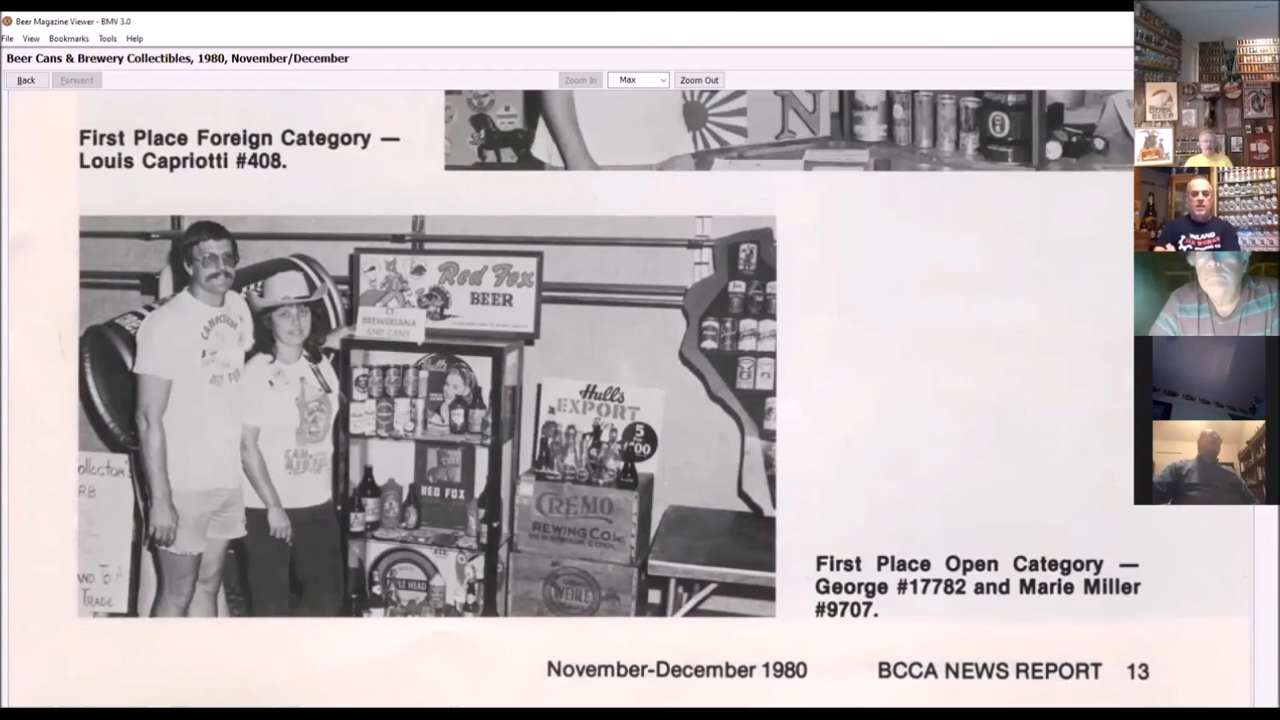 Beer Magazine Viewer - BMV 3.0
File View Bookmarks Tools Help
Beer Cans & Brewery Collectibles, 1980, November/December
Back Forward Zoom In Max Zoom Out
First Place Foreign Category —
Louis Capriotti #408.
N
Red Fox
BEER
BREWERIANA
AND CANS
Hull's
EXPORT
5
00
RED FOX
CREMO
REWING CO.
First Place Open Category —
George #17782 and Marie Miller
#9707.
November-December 1980 BCCA NEWS REPORT 13